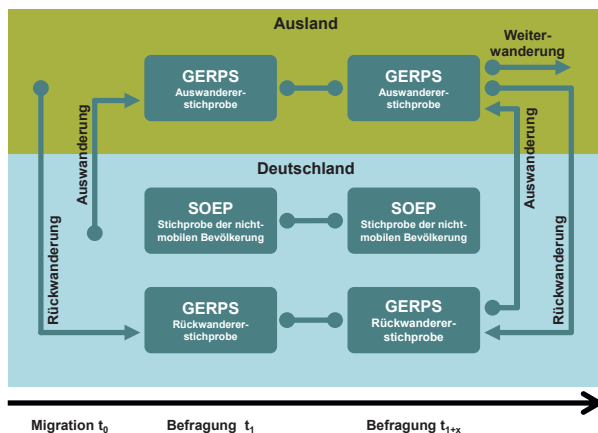 Ausland
Weiter-
wanderung
GERPS
Auswanderer-
stichprobe
GERPS
Auswanderer-
stichprobe
Auswanderung
Auswanderung
Deutschland
SOEP
Stichprobe der nicht-
mobilen Bevölkerung
SOEP
Stichprobe der nicht-
mobilen Bevölkerung
Rückwanderung
Rückwanderung
GERPS
Rückwanderer-
stichprobe
GERPS
Rückwanderer-
stichprobe
Migration t₀
Befragung t₁
Befragung t₁₊ₓ